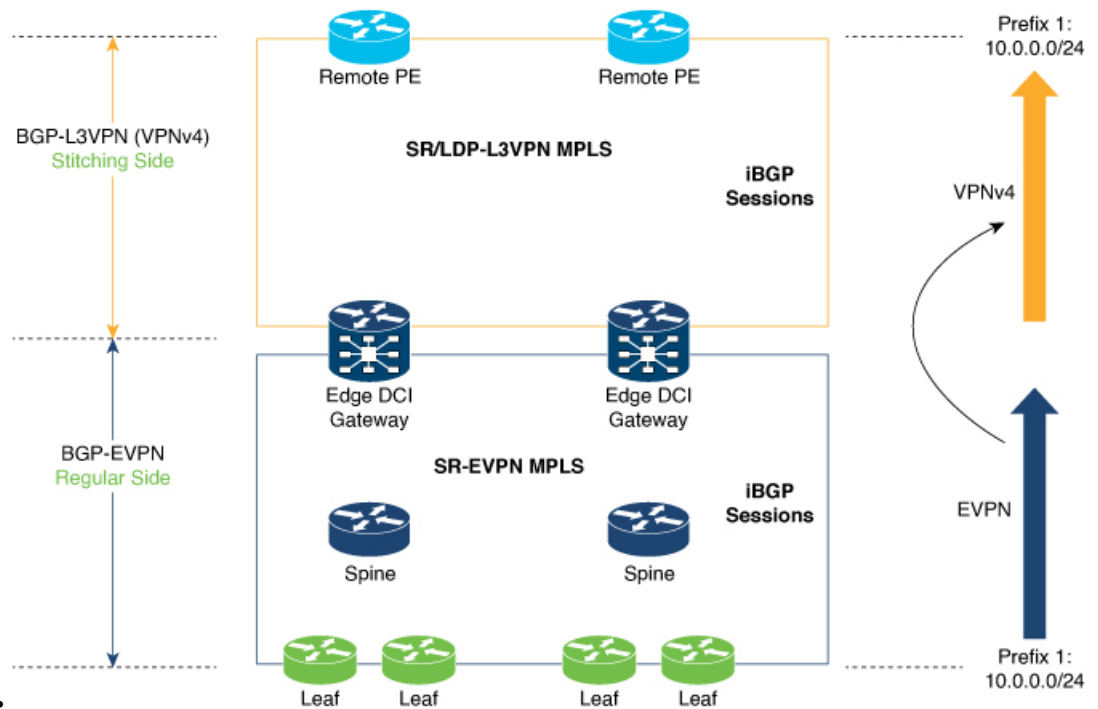 Prefix 1:
10.0.0.0/24
Remote PE
Remote PE
BGP-L3VPN (VPNv4)
Stitching Side
SR/LDP-L3VPN MPLS
iBGP
Sessions
VPNv4
Edge DCI
Gateway
Edge DCI
Gateway
BGP-EVPN
Regular Side
SR-EVPN MPLS
iBGP
Sessions
EVPN
Spine
Spine
Prefix 1:
10.0.0.0/24
Leaf
Leaf
Leaf
Leaf